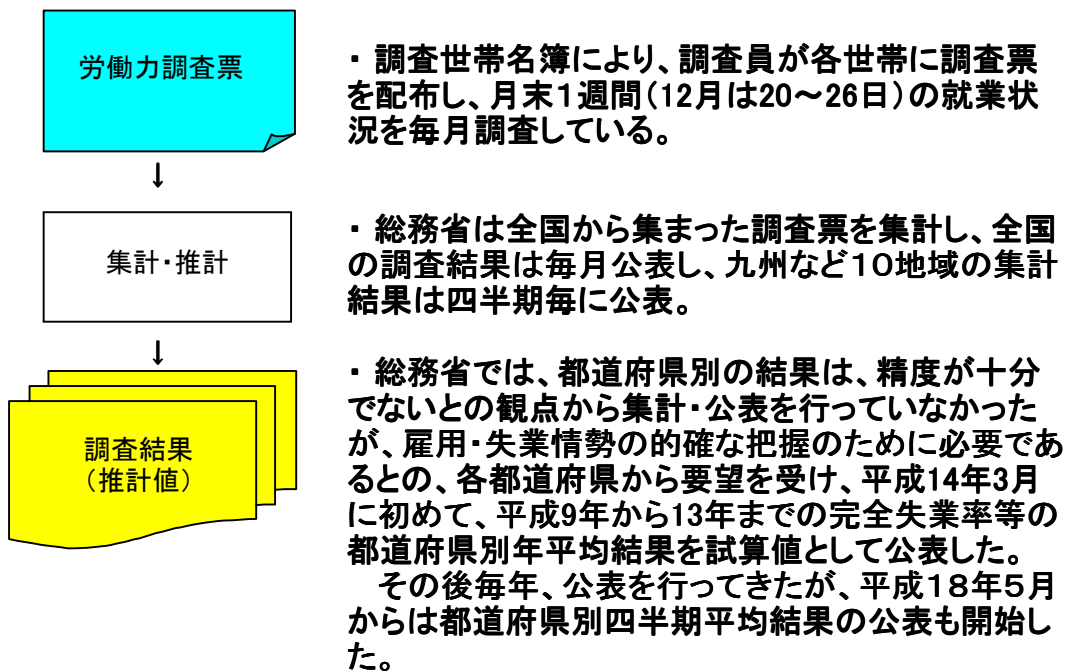 労働力調査票
・ 調査世帯名簿により、調査員が各世帯に調査票
を配布し、月末１週間（12月は20～26日）の就業状
況を毎月調査している。
↓
集計・推計
・ 総務省は全国から集まった調査票を集計し、全国
の調査結果は毎月公表し、九州など１０地域の集計
結果は四半期毎に公表。
↓
調査結果
（推計値）
・ 総務省では、都道府県別の結果は、精度が十分
でないとの観点から集計・公表を行っていなかった
が、雇用・失業情勢の的確な把握のために必要であ
るとの、各都道府県から要望を受け、平成14年3月
に初めて、平成9年から13年までの完全失業率等の
都道府県別年平均結果を試算値として公表した。
　その後毎年、公表を行ってきたが、平成１８年５月
からは都道府県別四半期平均結果の公表も開始し
た。